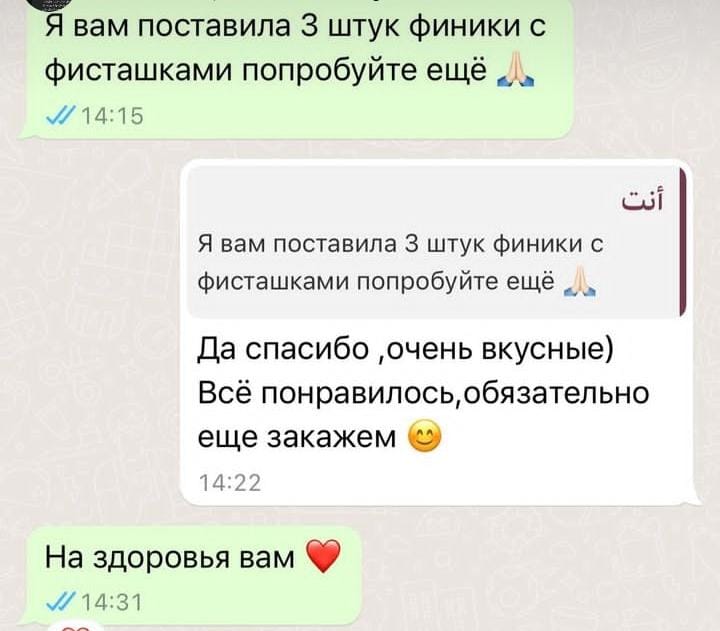 Я вам поставила 3 штук финики с
фисташками попробуйте ещё 🙏🏻
14:15
أنت
Я вам поставила 3 штук финики с
фисташками попробуйте ещё 🙏🏻
Да спасибо ,очень вкусные)
Всё понравилось,обязательно
еще закажем 😊
14:22
На здоровья вам ❤️
14:31